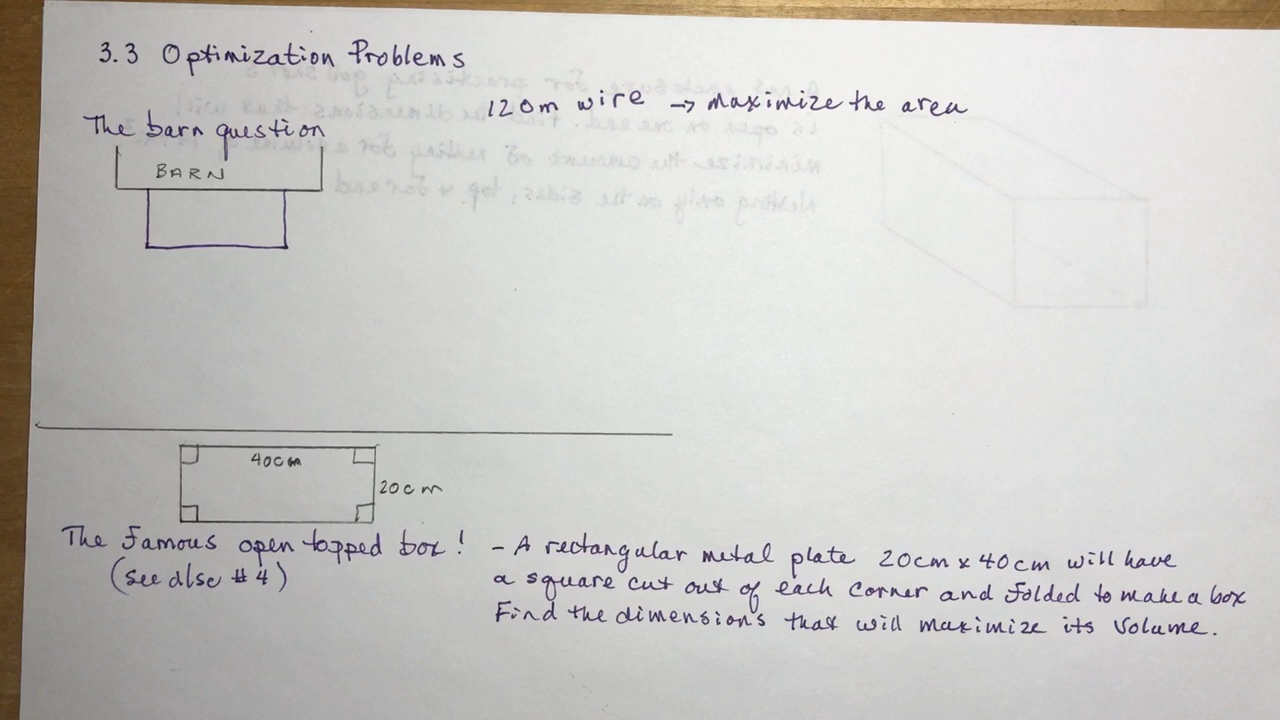 3.3 Optimization Problems
120m wire → maximize the area
The barn question
BARN
40cm
20cm
The Famous open topped box!
(see also #4)
- A rectangular metal plate 20cm x 40cm will have
a square cut out of each corner and folded to make a box
Find the dimensions that will maximize its volume.